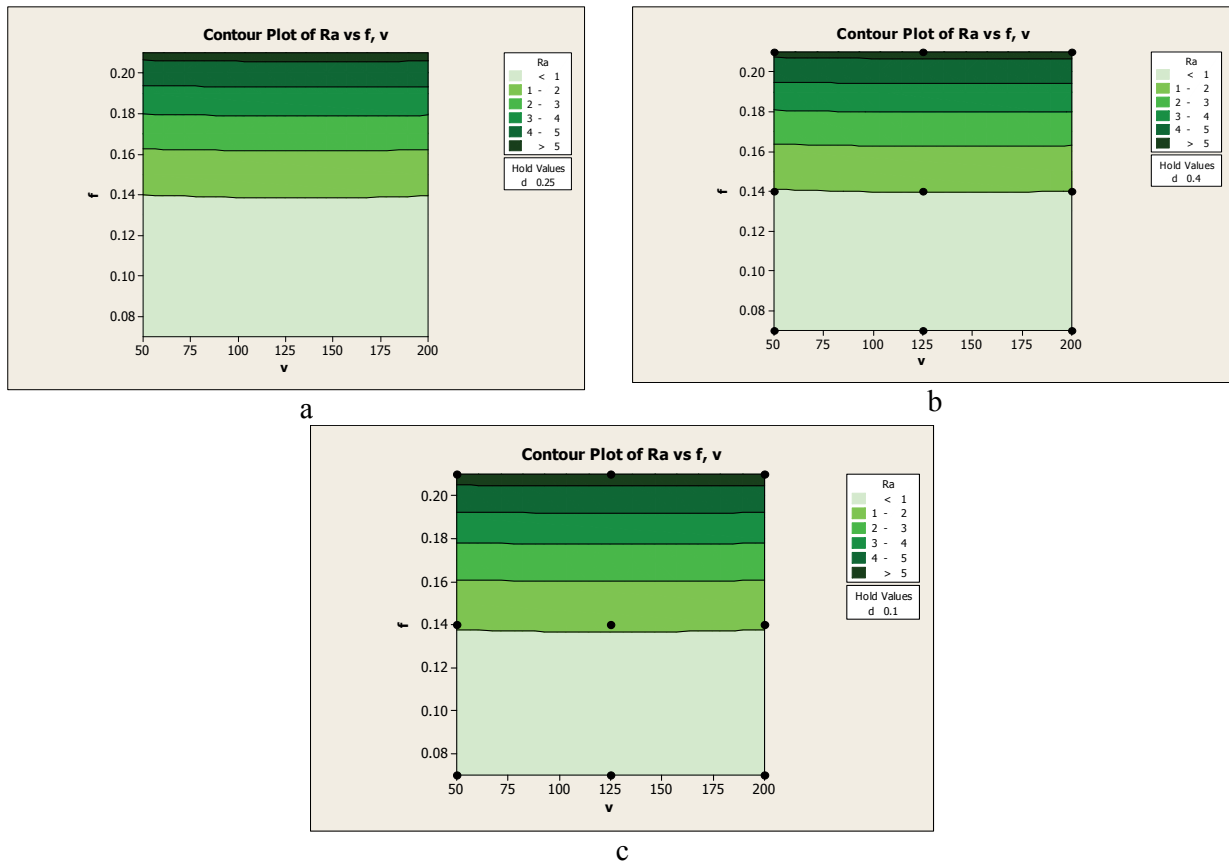 Contour Plot of Ra vs f, v
0.20
0.18
0.16
0.14
0.12
0.10
0.08
f
50 75 100 125 150 175 200
v
Ra
< 1
1 - 2
2 - 3
3 - 4
4 - 5
> 5
Hold Values
d 0.25
a
Contour Plot of Ra vs f, v
0.20
0.18
0.16
0.14
0.12
0.10
0.08
f
50 75 100 125 150 175 200
v
Ra
< 1
1 - 2
2 - 3
3 - 4
4 - 5
> 5
Hold Values
d 0.4
b
Contour Plot of Ra vs f, v
0.20
0.18
0.16
0.14
0.12
0.10
0.08
f
50 75 100 125 150 175 200
v
Ra
< 1
1 - 2
2 - 3
3 - 4
4 - 5
> 5
Hold Values
d 0.1
c